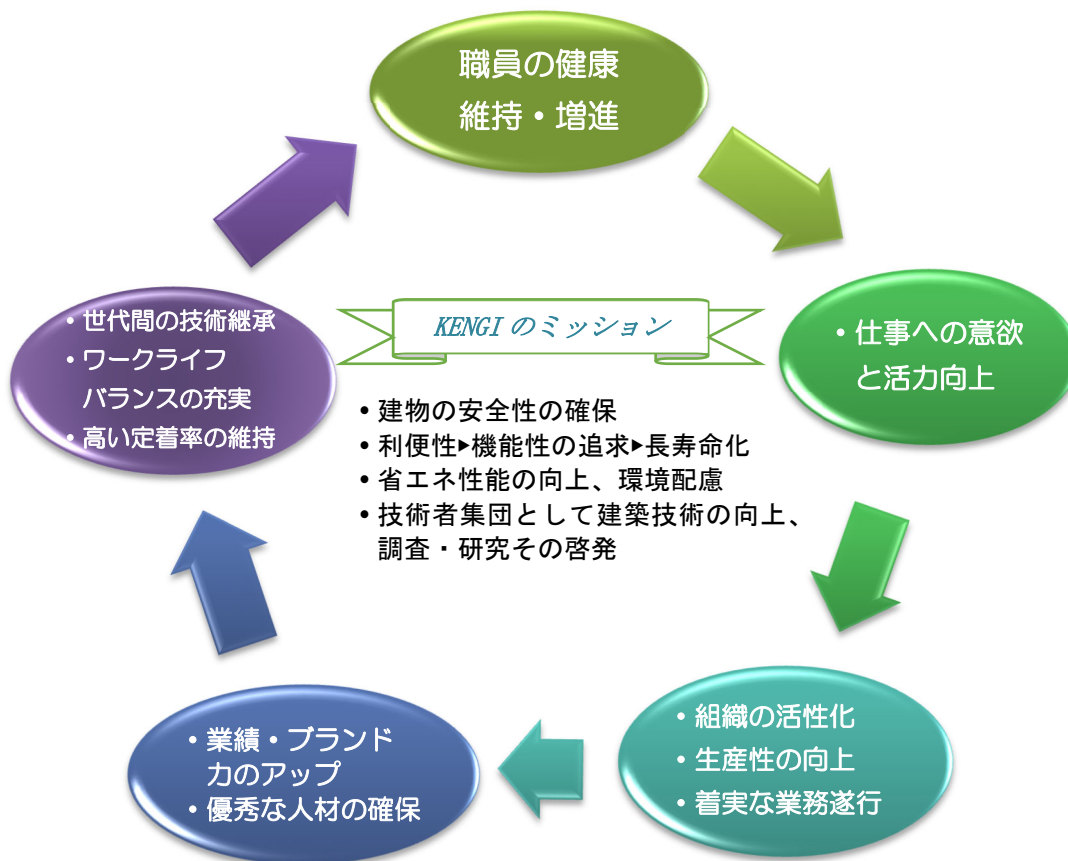 職員の健康
維持・増進
• 仕事への意欲
と活力向上
• 組織の活性化
• 生産性の向上
• 着実な業務遂行
• 業績・ブランド
力のアップ
• 優秀な人材の確保
• 世代間の技術継承
• ワークライフ
バランスの充実
• 高い定着率の維持
KENGI のミッション
• 建物の安全性の確保
• 利便性▸機能性の追求▸長寿命化
• 省エネ性能の向上、環境配慮
• 技術者集団として建築技術の向上、
調査・研究その啓発